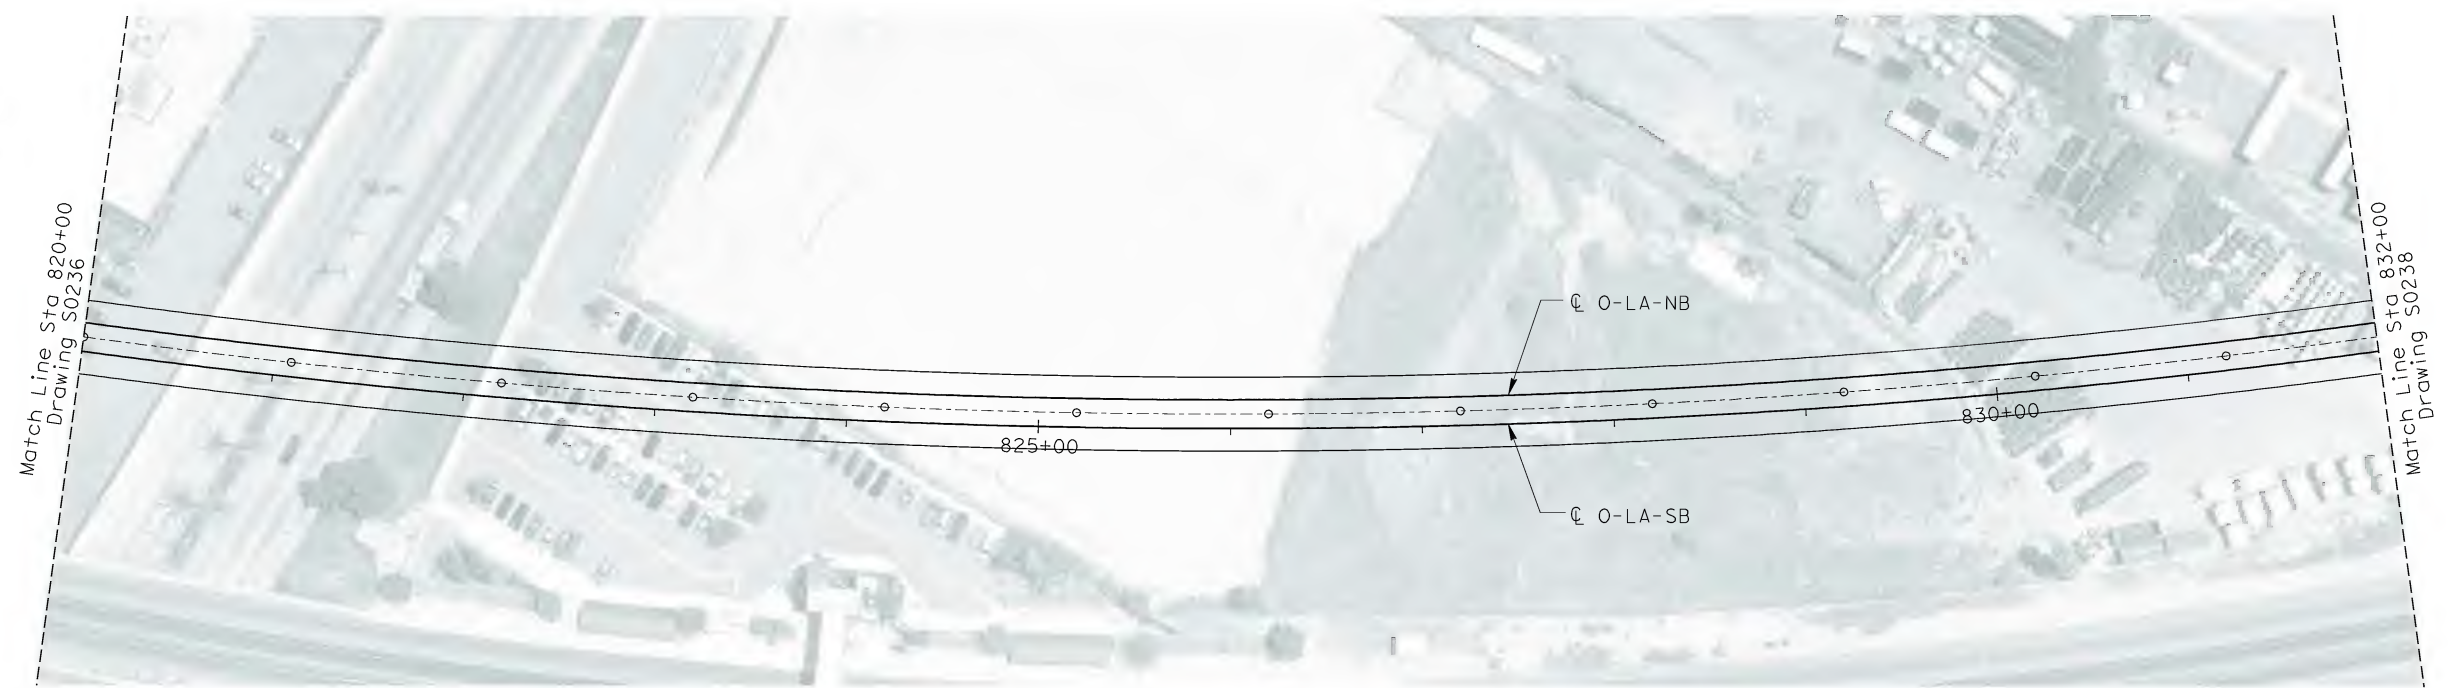 Match Line Sta 820+00
Drawing S0236
℄ O-LA-NB
825+00
830+00
℄ O-LA-SB
Match Line Sta 832+00
Drawing S0238